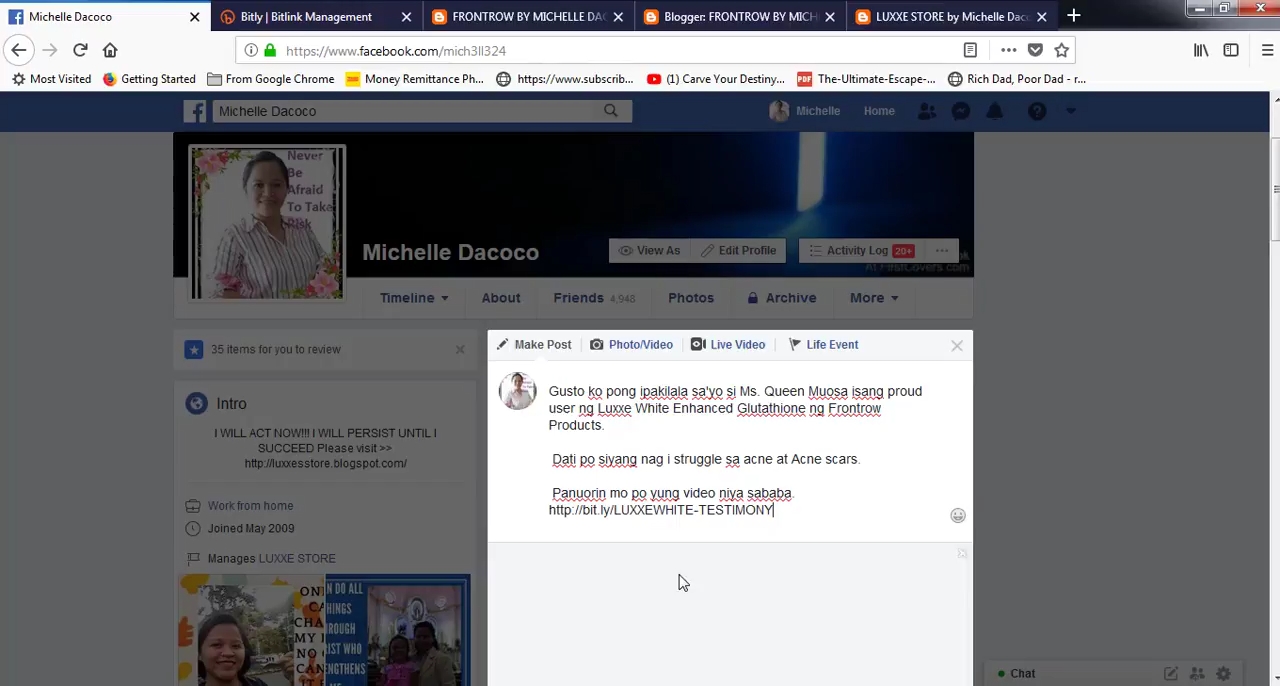 Michelle Dacoco
Bitly | Bitlink Management
FRONTROW BY MICHELLE DAC
Blogger: FRONTROW BY MICH
LUXXE STORE by Michelle Daco
https://www.facebook.com/mich3ll324
Most Visited
Getting Started
From Google Chrome
Money Remittance Ph...
https://www.subscrib...
(1) Carve Your Destiny...
PDF
The-Ultimate-Escape-...
Rich Dad, Poor Dad - r...
Michelle Dacoco
Michelle
Home
Never
Be
Afraid
To Take
Risk
Michelle Dacoco
View As
Edit Profile
Activity Log 20+
At FirstCovers.com
Timeline
About
Friends 4,948
Photos
Archive
More
35 items for you to review
Make Post
Photo/Video
Live Video
Life Event
Intro
I WILL ACT NOW!!! I WILL PERSIST UNTIL I
SUCCEED Please visit >>
http://luxxesstore.blogspot.com/
Work from home
Joined May 2009
Manages LUXXE STORE
Gusto ko pong ipakilala sa'yo si Ms. Queen Muosa isang proud
user ng Luxxe White Enhanced Glutathione ng Frontrow
Products.
Dati po siyang nag i struggle sa acne at Acne scars.
Panuorin mo po yung video niya sababa.
http://bit.ly/LUXXEWHITE-TESTIMONY
Chat